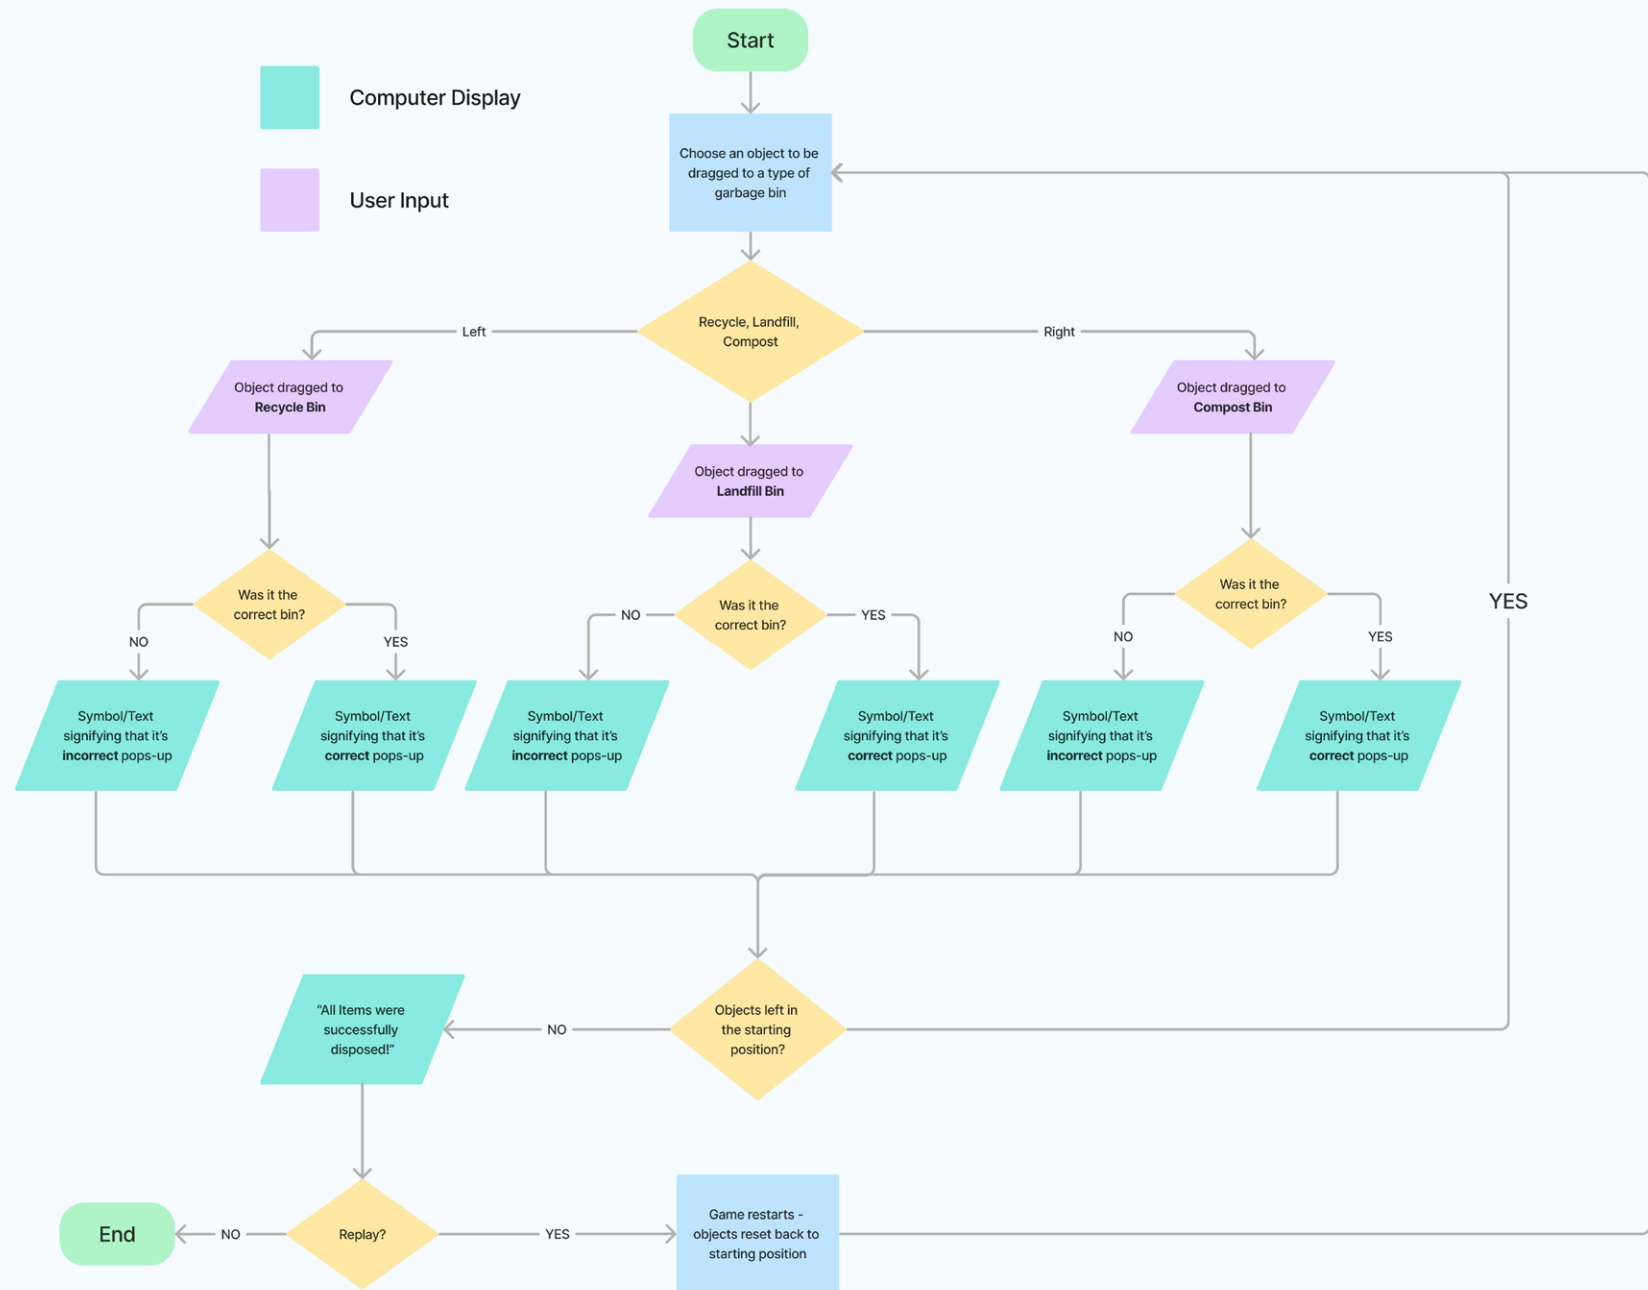 Start
Computer Display
User Input
Choose an object to be
dragged to a type of
garbage bin
Recycle, Landfill,
Compost
Left
Right
Object dragged to
Recycle Bin
Object dragged to
Landfill Bin
Object dragged to
Compost Bin
Was it the
correct bin?
NO
YES
Was it the
correct bin?
NO
YES
Was it the
correct bin?
NO
YES
YES
Symbol/Text
signifying that it's
incorrect pops-up
Symbol/Text
signifying that it's
correct pops-up
Symbol/Text
signifying that it's
incorrect pops-up
Symbol/Text
signifying that it's
correct pops-up
Symbol/Text
signifying that it's
incorrect pops-up
Symbol/Text
signifying that it's
correct pops-up
Objects left in
the starting
position?
NO
“All Items were
successfully
disposed!”
Replay?
NO
End
YES
Game restarts -
objects reset back to
starting position